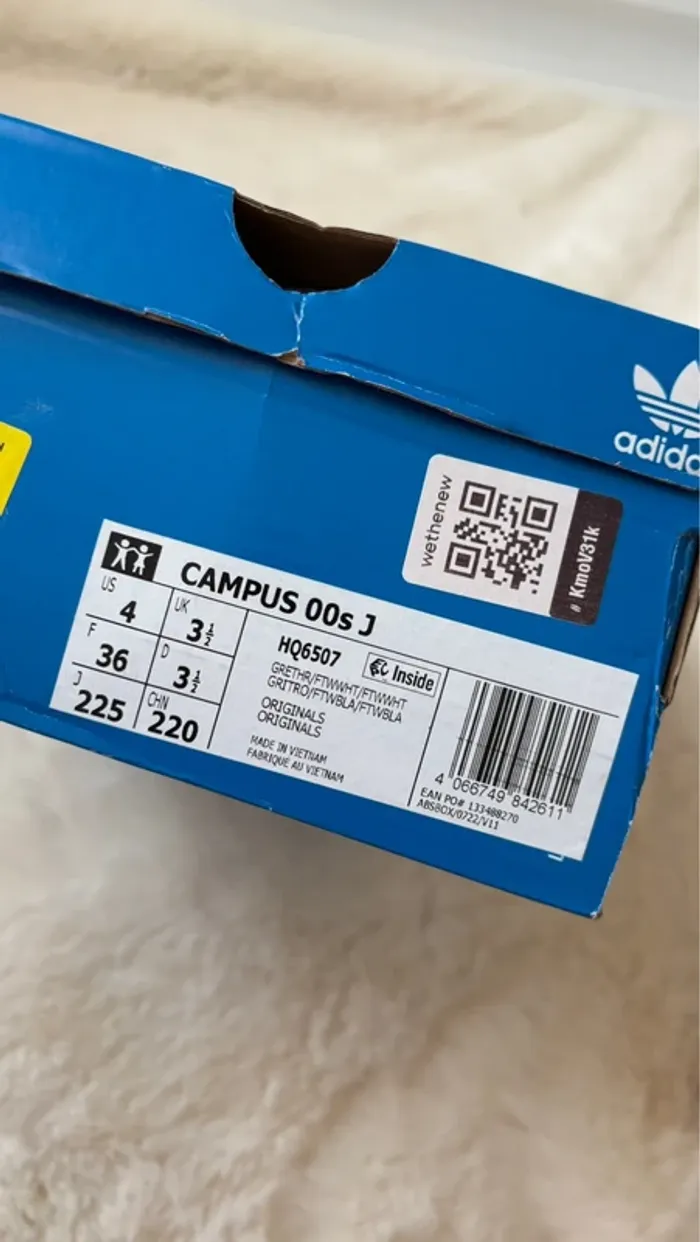 adidas
wethenew
# KmoV31k
CAMPUS 00s J
US
4
UK
3½
F
36
D
3½
J
225
CHN
220
HQ6507
Inside
GRETHR/FTWWHT/FTWWHT
GRITRO/FTWBLA/FTWBLA
ORIGINALS
ORIGINALS
MADE IN VIETNAM
FABRIQUE AU VIETNAM
4 066749 842611
EAN PO# 133488270
ABSBOX/0722/V11